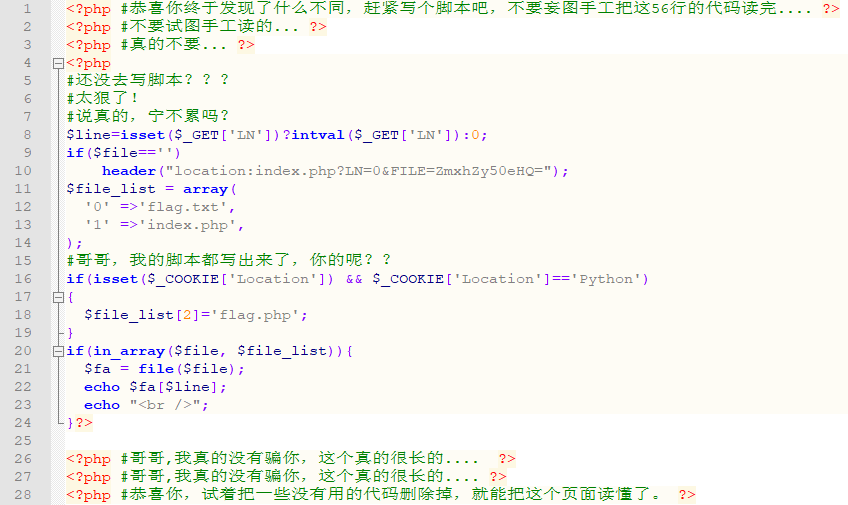 1 <?php #恭喜你终于发现了什么不同，赶紧写个脚本吧，不要妄图手工把这56行的代码读完.... ?>
2 <?php #不要试图手工读的... ?>
3 <?php #真的不要... ?>
4 <?php
5 #还没去写脚本？？？
6 #太狠了！
7 #说真的，宁不累吗？
8 $line=isset($_GET['LN'])?intval($_GET['LN']):0;
9 if($file=='')
10 header("location:index.php?LN=0&FILE=ZmxhZy50eHQ=");
11 $file_list = array(
12 '0' =>'flag.txt',
13 '1' =>'index.php',
14 );
15 #哥哥，我的脚本都写出来了，你的呢？？
16 if(isset($_COOKIE['Location']) && $_COOKIE['Location']=='Python')
17 {
18 $file_list[2]='flag.php';
19 }
20 if(in_array($file, $file_list)){
21 $fa = file($file);
22 echo $fa[$line];
23 echo "<br />";
24 }?>
25
26 <?php #哥哥,我真的没有骗你，这个真的很长的.... ?>
27 <?php #哥哥,我真的没有骗你，这个真的很长的.... ?>
28 <?php #恭喜你，试着把一些没有用的代码删除掉，就能把这个页面读懂了。 ?>